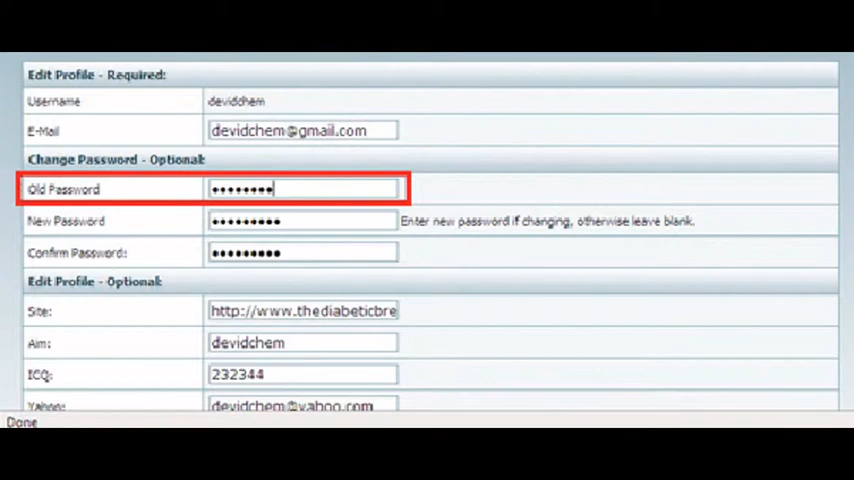 Edit Profile - Required:
Username devidchem
E-Mail devidchem@gmail.com
Change Password - Optional:
Old Password ••••••••
New Password ••••••••• Enter new password if changing, otherwise leave blank.
Confirm Password: •••••••••
Edit Profile - Optional:
Site: http://www.thediabeticbre
Aim: devidchem
ICQ: 232344
Yahoo: devidchem@yahoo.com
Done